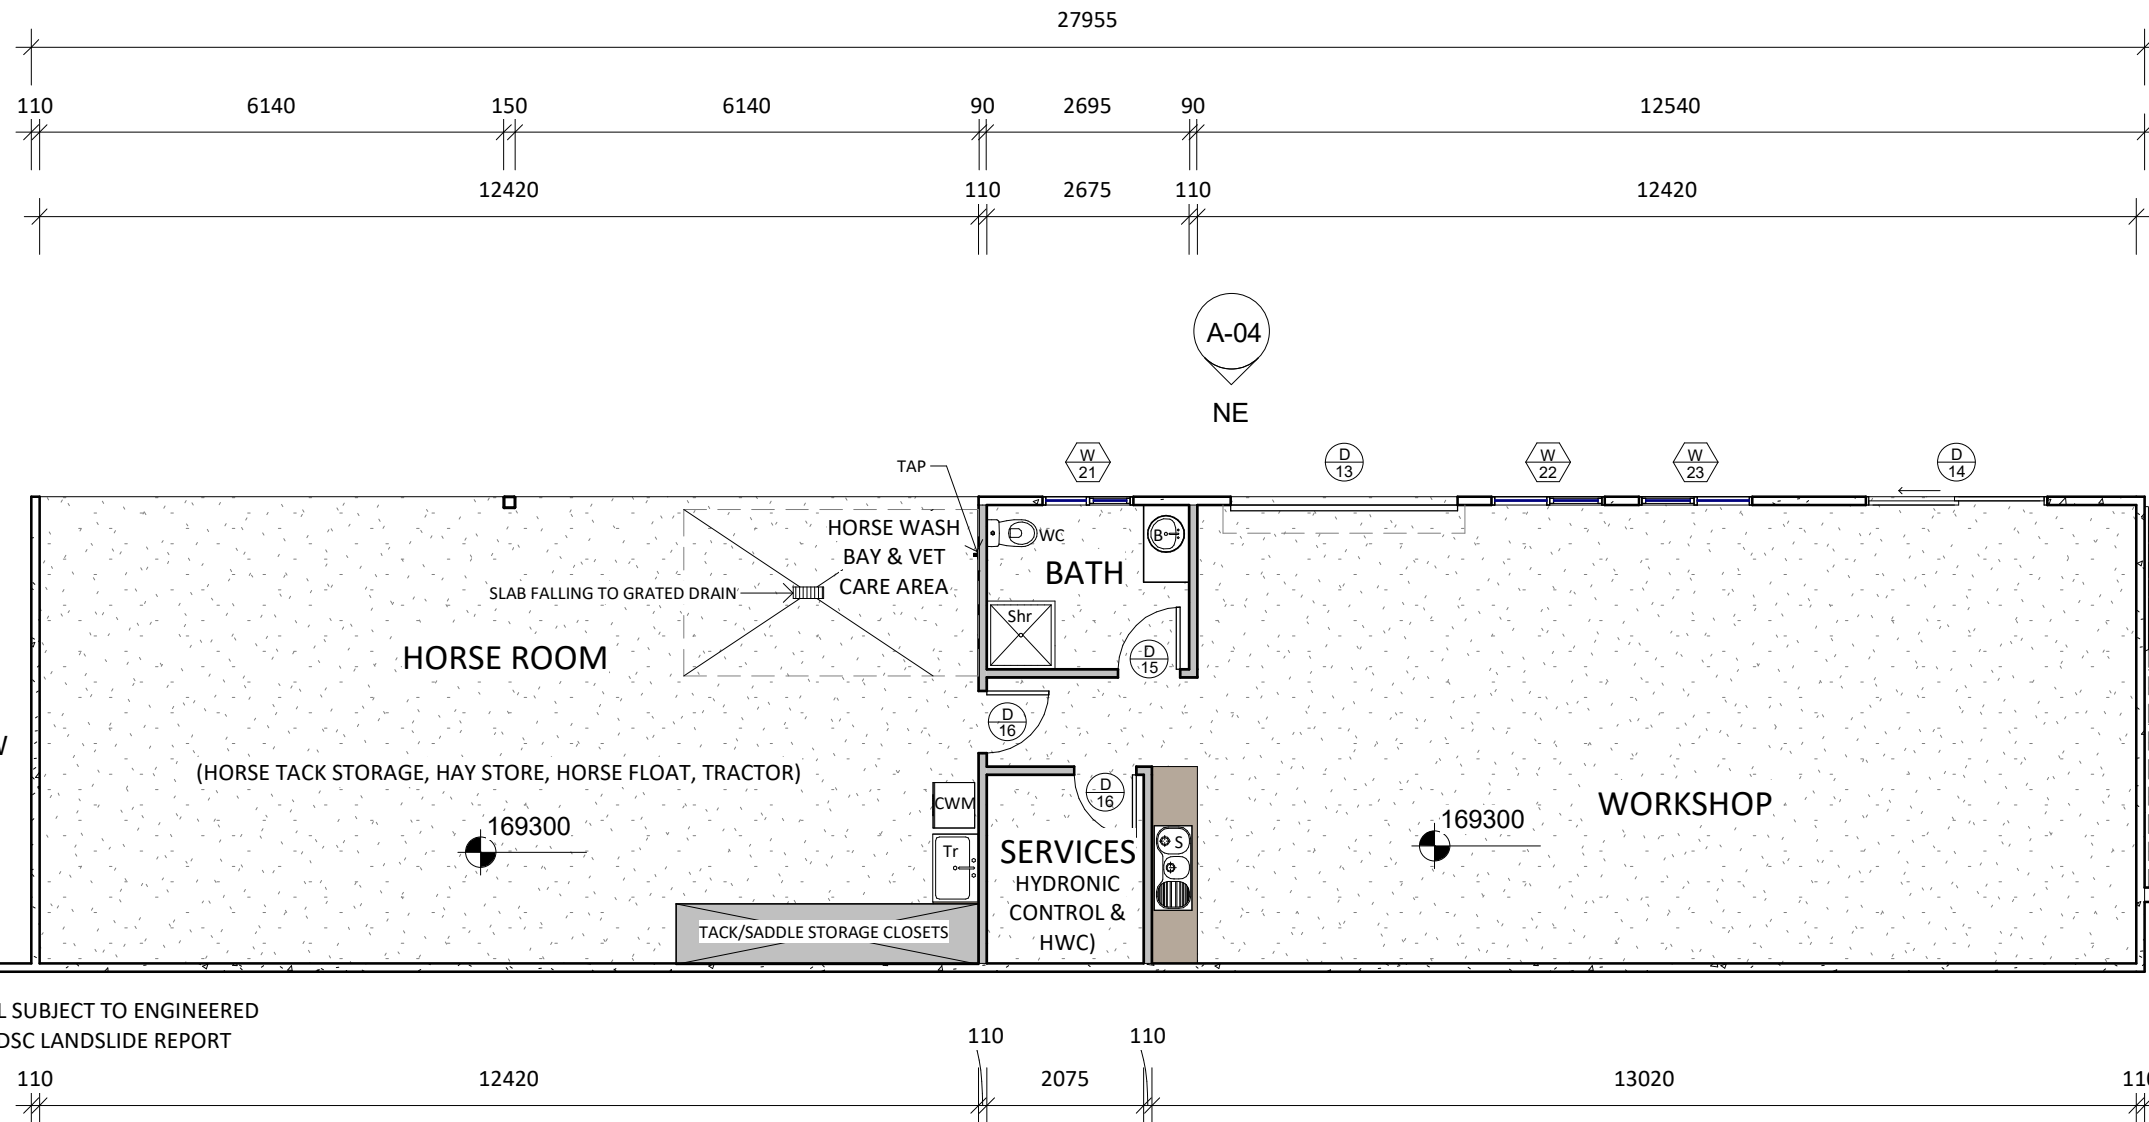 27955
110 6140 150 6140 90 2695 90 12540
12420 110 2675 110 12420
A-04
NE
TAP
W
21
D
13
W
22
W
23
D
14
HORSE WASH
BAY & VET
CARE AREA
SLAB FALLING TO GRATED DRAIN
WC
B
BATH
Shr
D
15
HORSE ROOM
D
16
(HORSE TACK STORAGE, HAY STORE, HORSE FLOAT, TRACTOR)
169300
CWM
Tr
TACK/SADDLE STORAGE CLOSETS
D
16
SERVICES
HYDRONIC
CONTROL &
HWC)
S
WORKSHOP
169300
L SUBJECT TO ENGINEERED
DSC LANDSLIDE REPORT
110 110
110 12420 2075 13020